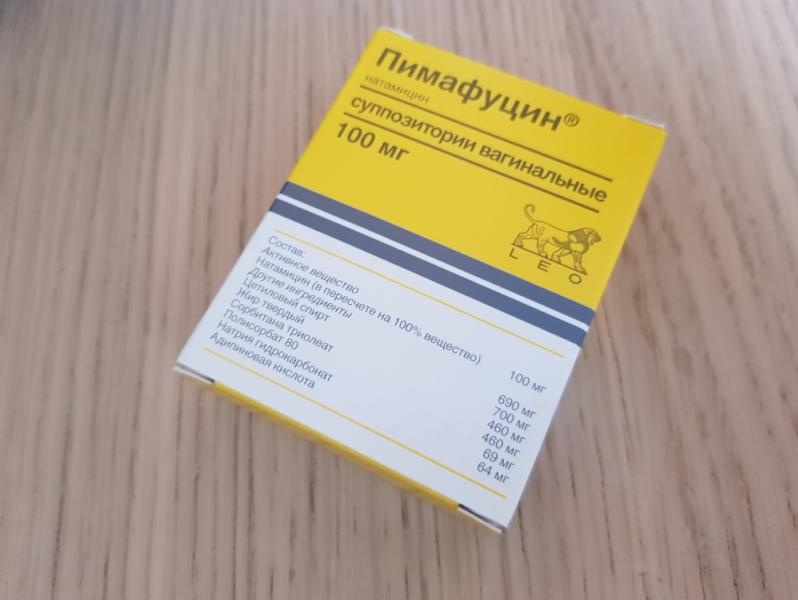 Пимафуцин®
натамицин
суппозитории вагинальные
100 мг
LEO
Состав:
Активное вещество
Натамицин (в пересчете на 100% вещество) 100 мг
Другие ингредиенты
Цетиловый спирт 690 мг
Жир твердый 700 мг
Сорбитана триолеат 460 мг
Полисорбат 80 460 мг
Натрия гидрокарбонат 69 мг
Адипиновая кислота 64 мг